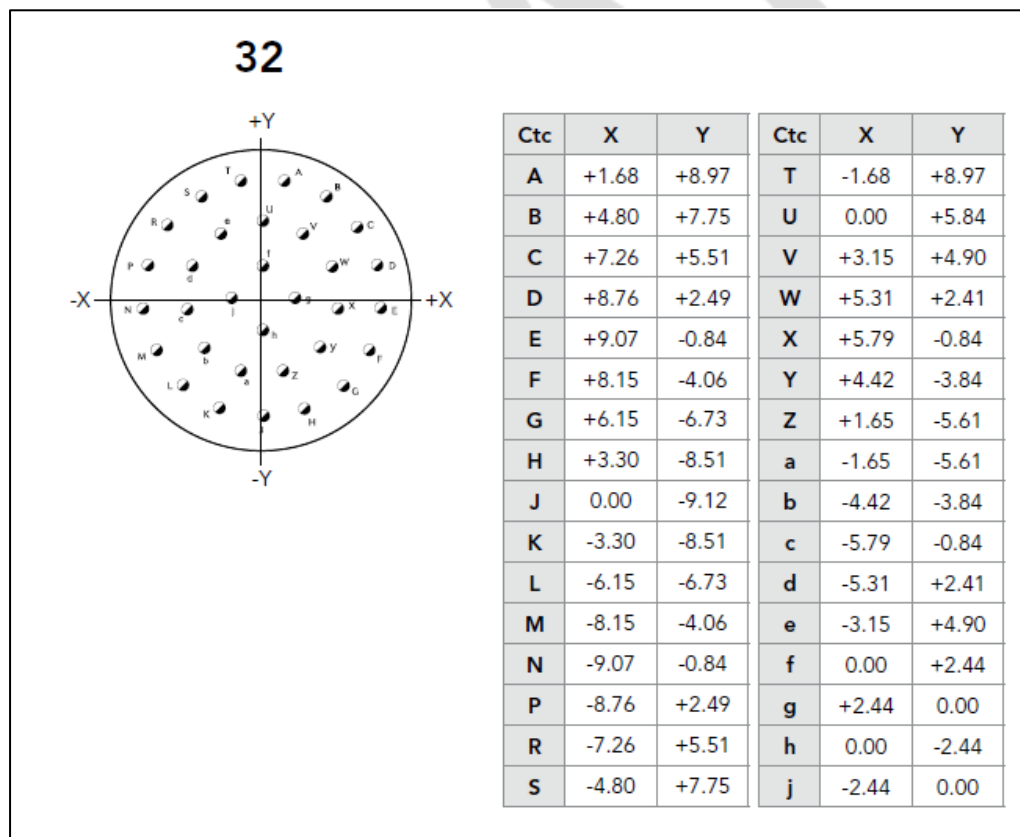 32
+Y
T
A
S
B
R
e
U
V
C
P
d
f
W
D
-X
+X
N
c
j
g
X
E
M
b
h
y
F
L
a
Z
G
K
H
-Y
Ctc X Y Ctc X Y
A +1.68 +8.97 T -1.68 +8.97
B +4.80 +7.75 U 0.00 +5.84
C +7.26 +5.51 V +3.15 +4.90
D +8.76 +2.49 W +5.31 +2.41
E +9.07 -0.84 X +5.79 -0.84
F +8.15 -4.06 Y +4.42 -3.84
G +6.15 -6.73 Z +1.65 -5.61
H +3.30 -8.51 a -1.65 -5.61
J 0.00 -9.12 b -4.42 -3.84
K -3.30 -8.51 c -5.79 -0.84
L -6.15 -6.73 d -5.31 +2.41
M -8.15 -4.06 e -3.15 +4.90
N -9.07 -0.84 f 0.00 +2.44
P -8.76 +2.49 g +2.44 0.00
R -7.26 +5.51 h 0.00 -2.44
S -4.80 +7.75 j -2.44 0.00